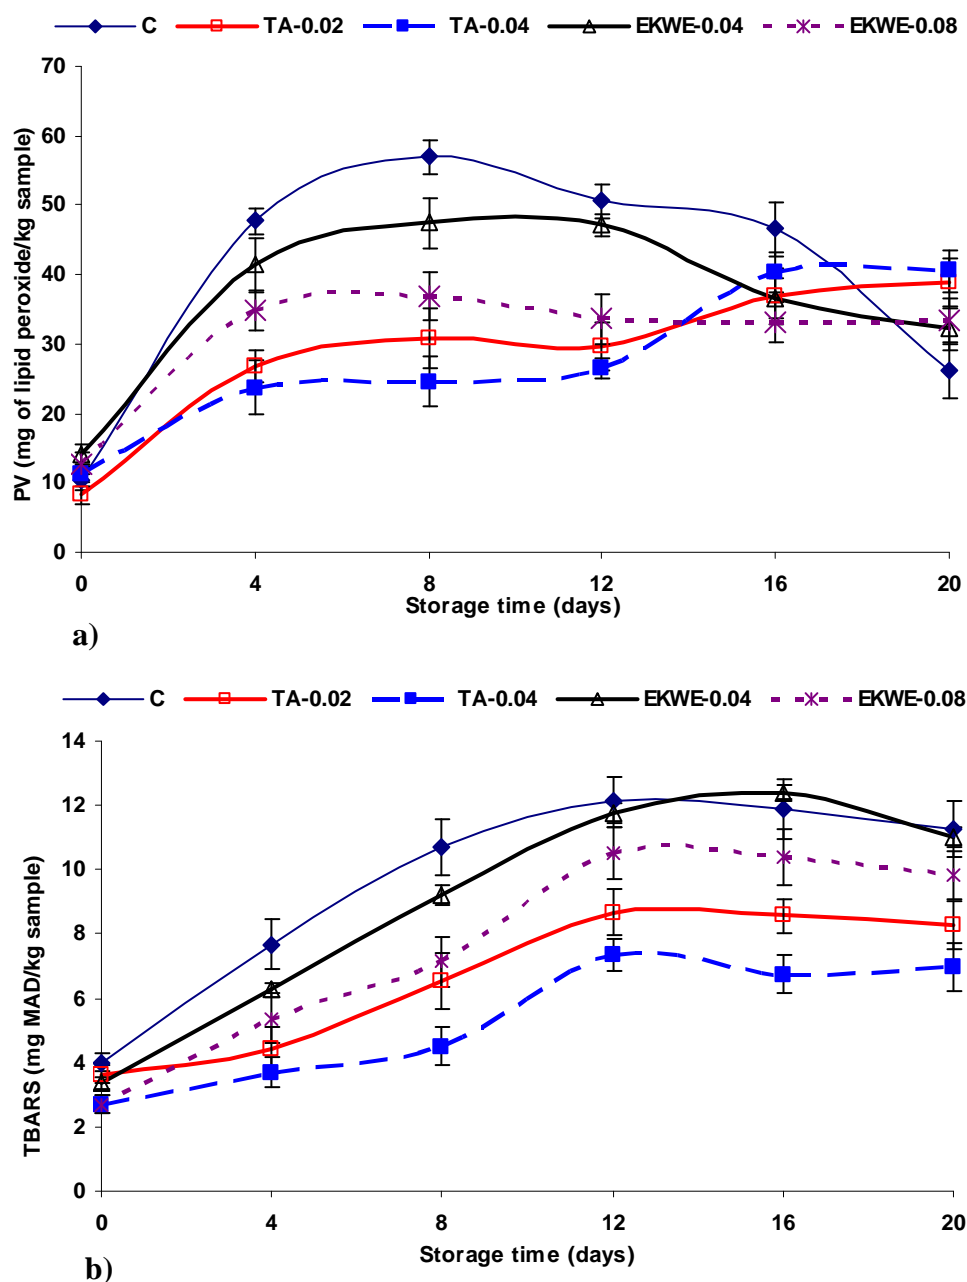 C TA-0.02 TA-0.04 EKWE-0.04 EKWE-0.08
PV (mg of lipid peroxide/kg sample)
70
60
50
40
30
20
10
0
0 4 8 12 16 20
Storage time (days)
a)
C TA-0.02 TA-0.04 EKWE-0.04 EKWE-0.08
TBARS (mg MAD/kg sample)
14
12
10
8
6
4
2
0
0 4 8 12 16 20
Storage time (days)
b)